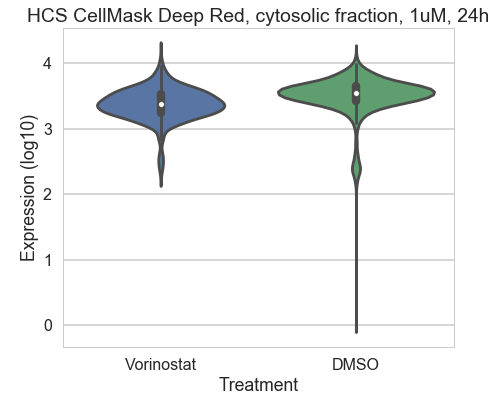 HCS CellMask Deep Red, cytosolic fraction, 1uM, 24h
4
3
2
1
0
Expression (log10)
Vorinostat
DMSO
Treatment